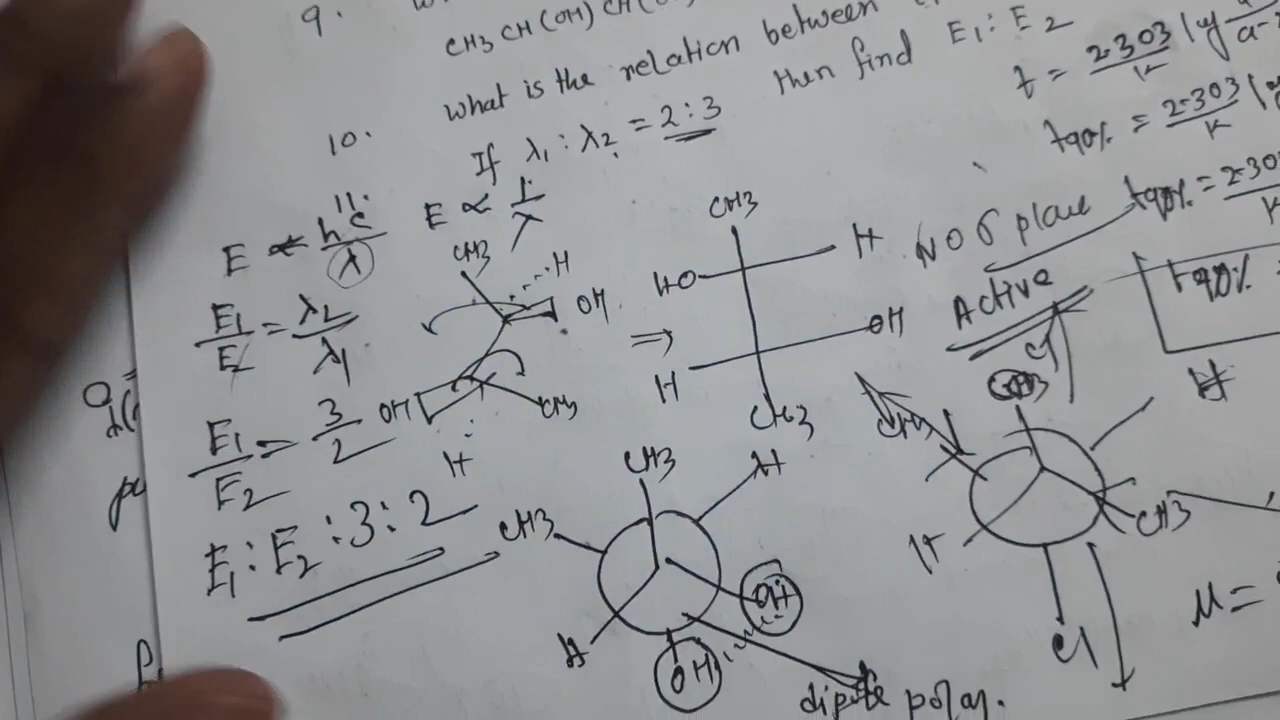 9.
CH3 CH(OH) CH(
what is the relation between
10.
If λ1 : λ2 = 2:3 then find E1 : E2
t = 2.303/K log
t90% = 2.303/K
t90% = 2.30
K
E ∝ hc/λ
E ∝ 1/λ
E1/E2 = λ2/λ1
E1/E2 = 3/2
E1 : E2 : 3 : 2
CH3
H
OH
OH
CH3
H
⇒
CH3
HO
H
OH
H
CH3
NO σ plane
Active
t90%
CH3
H
CH3
OH
H
OH
dipole polar.
Cl
CH3
H
CH3
H
Cl
μ =